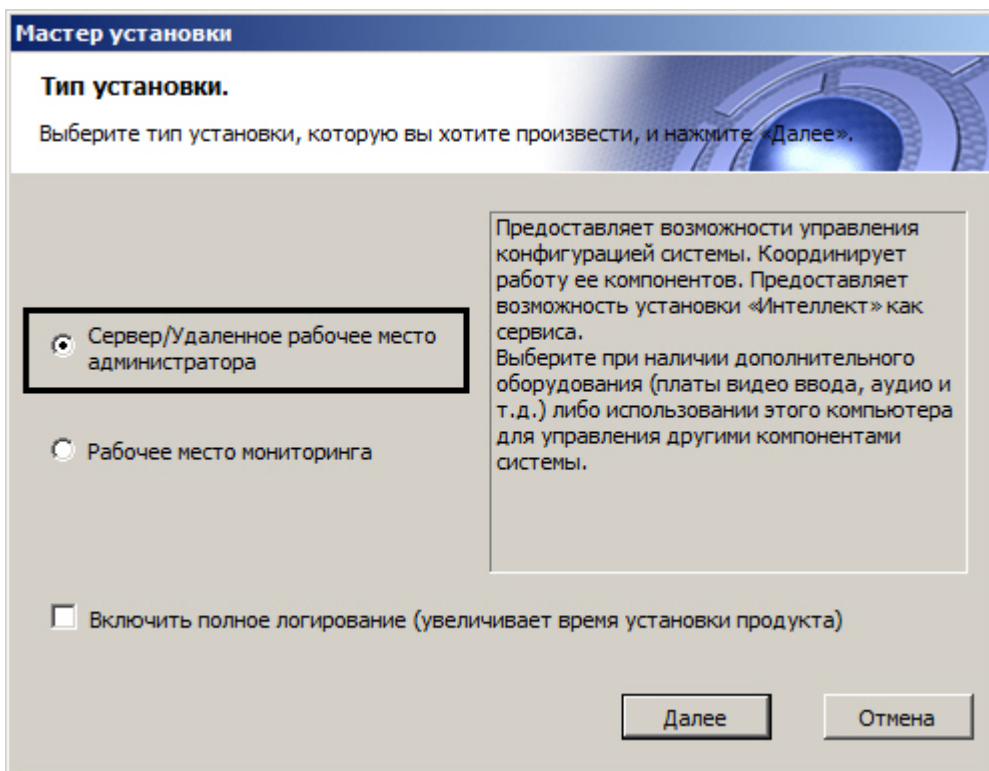 Мастер установки
Тип установки.
Выберите тип установки, которую вы хотите произвести, и нажмите «Далее».
Сервер/Удаленное рабочее место
администратора
Рабочее место мониторинга
Предоставляет возможности управления
конфигурацией системы. Координирует
работу ее компонентов. Предоставляет
возможность установки «Интеллект» как
сервиса.
Выберите при наличии дополнительного
оборудования (платы видео ввода, аудио и
т.д.) либо использовании этого компьютера
для управления другими компонентами
системы.
Включить полное логирование (увеличивает время установки продукта)
Далее
Отмена